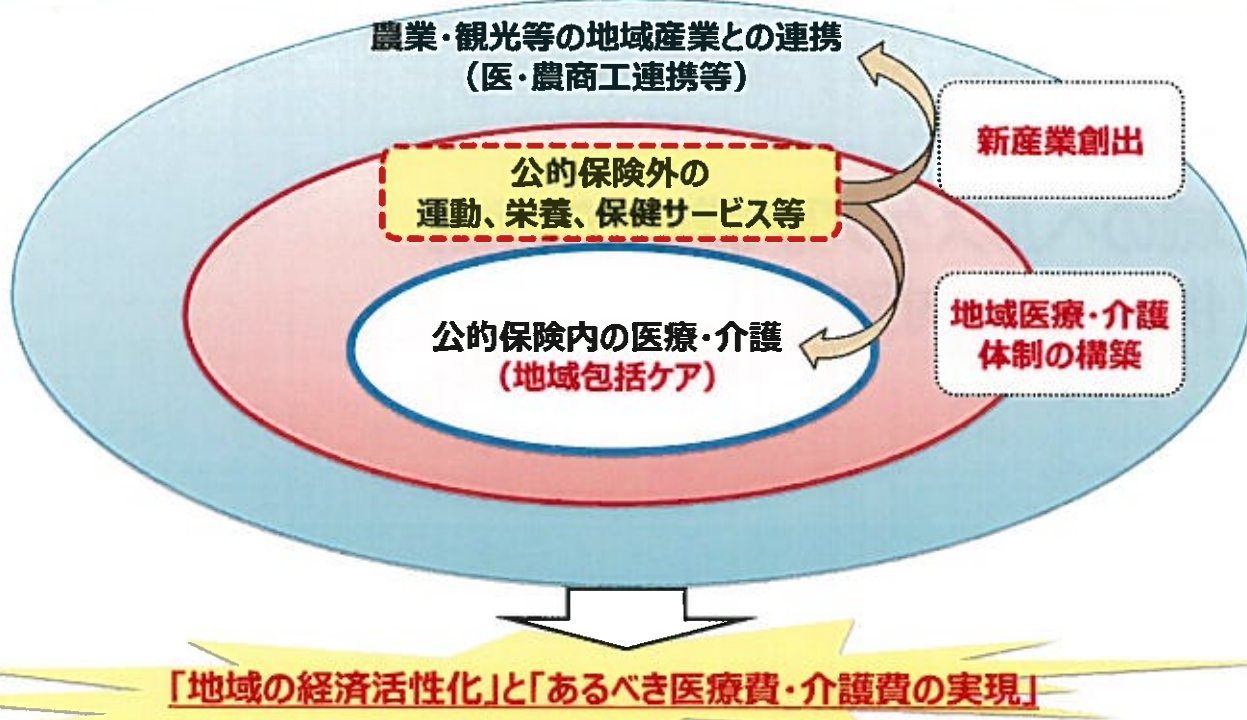 農業・観光等の地域産業との連携
（医・農商工連携等）
新産業創出
公的保険外の
運動、栄養、保健サービス等
地域医療・介護
体制の構築
公的保険内の医療・介護
（地域包括ケア）
「地域の経済活性化」と「あるべき医療費・介護費の実現」